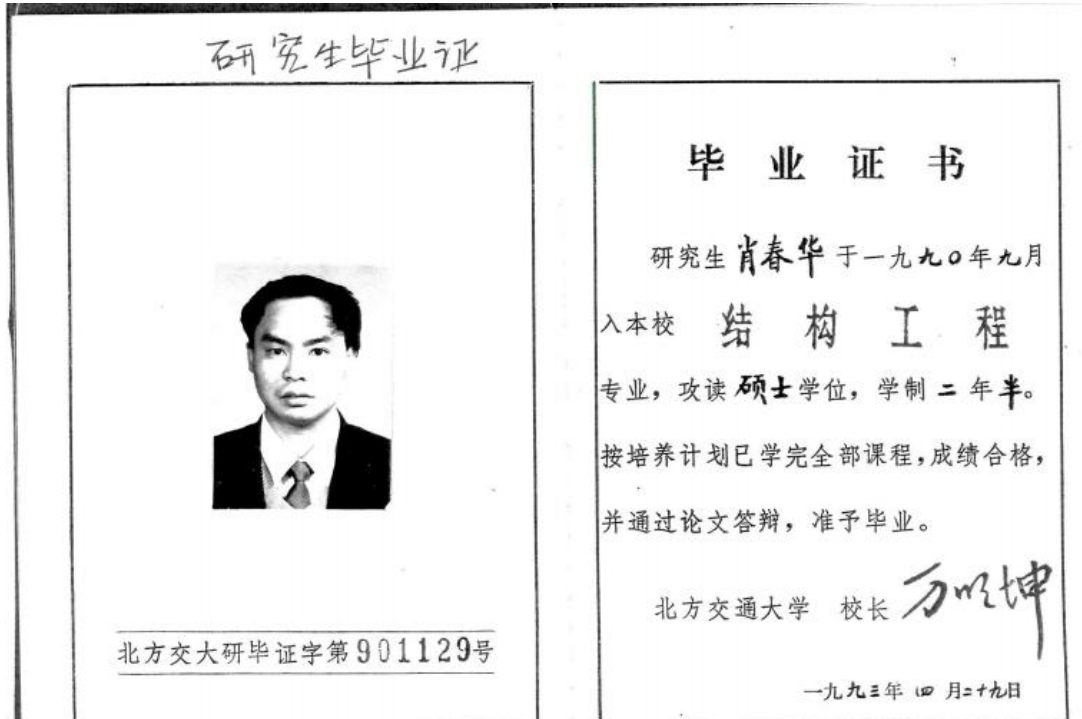 研究生毕业证
北方交大研毕证字第901129号
毕业证书
研究生肖春华于一九九〇年九月
入本校 结构工程
专业，攻读硕士学位，学制二年半。
按培养计划已学完全部课程，成绩合格，
并通过论文答辩，准予毕业。
北方交通大学 校长 万明坤
一九九三年四月二十九日